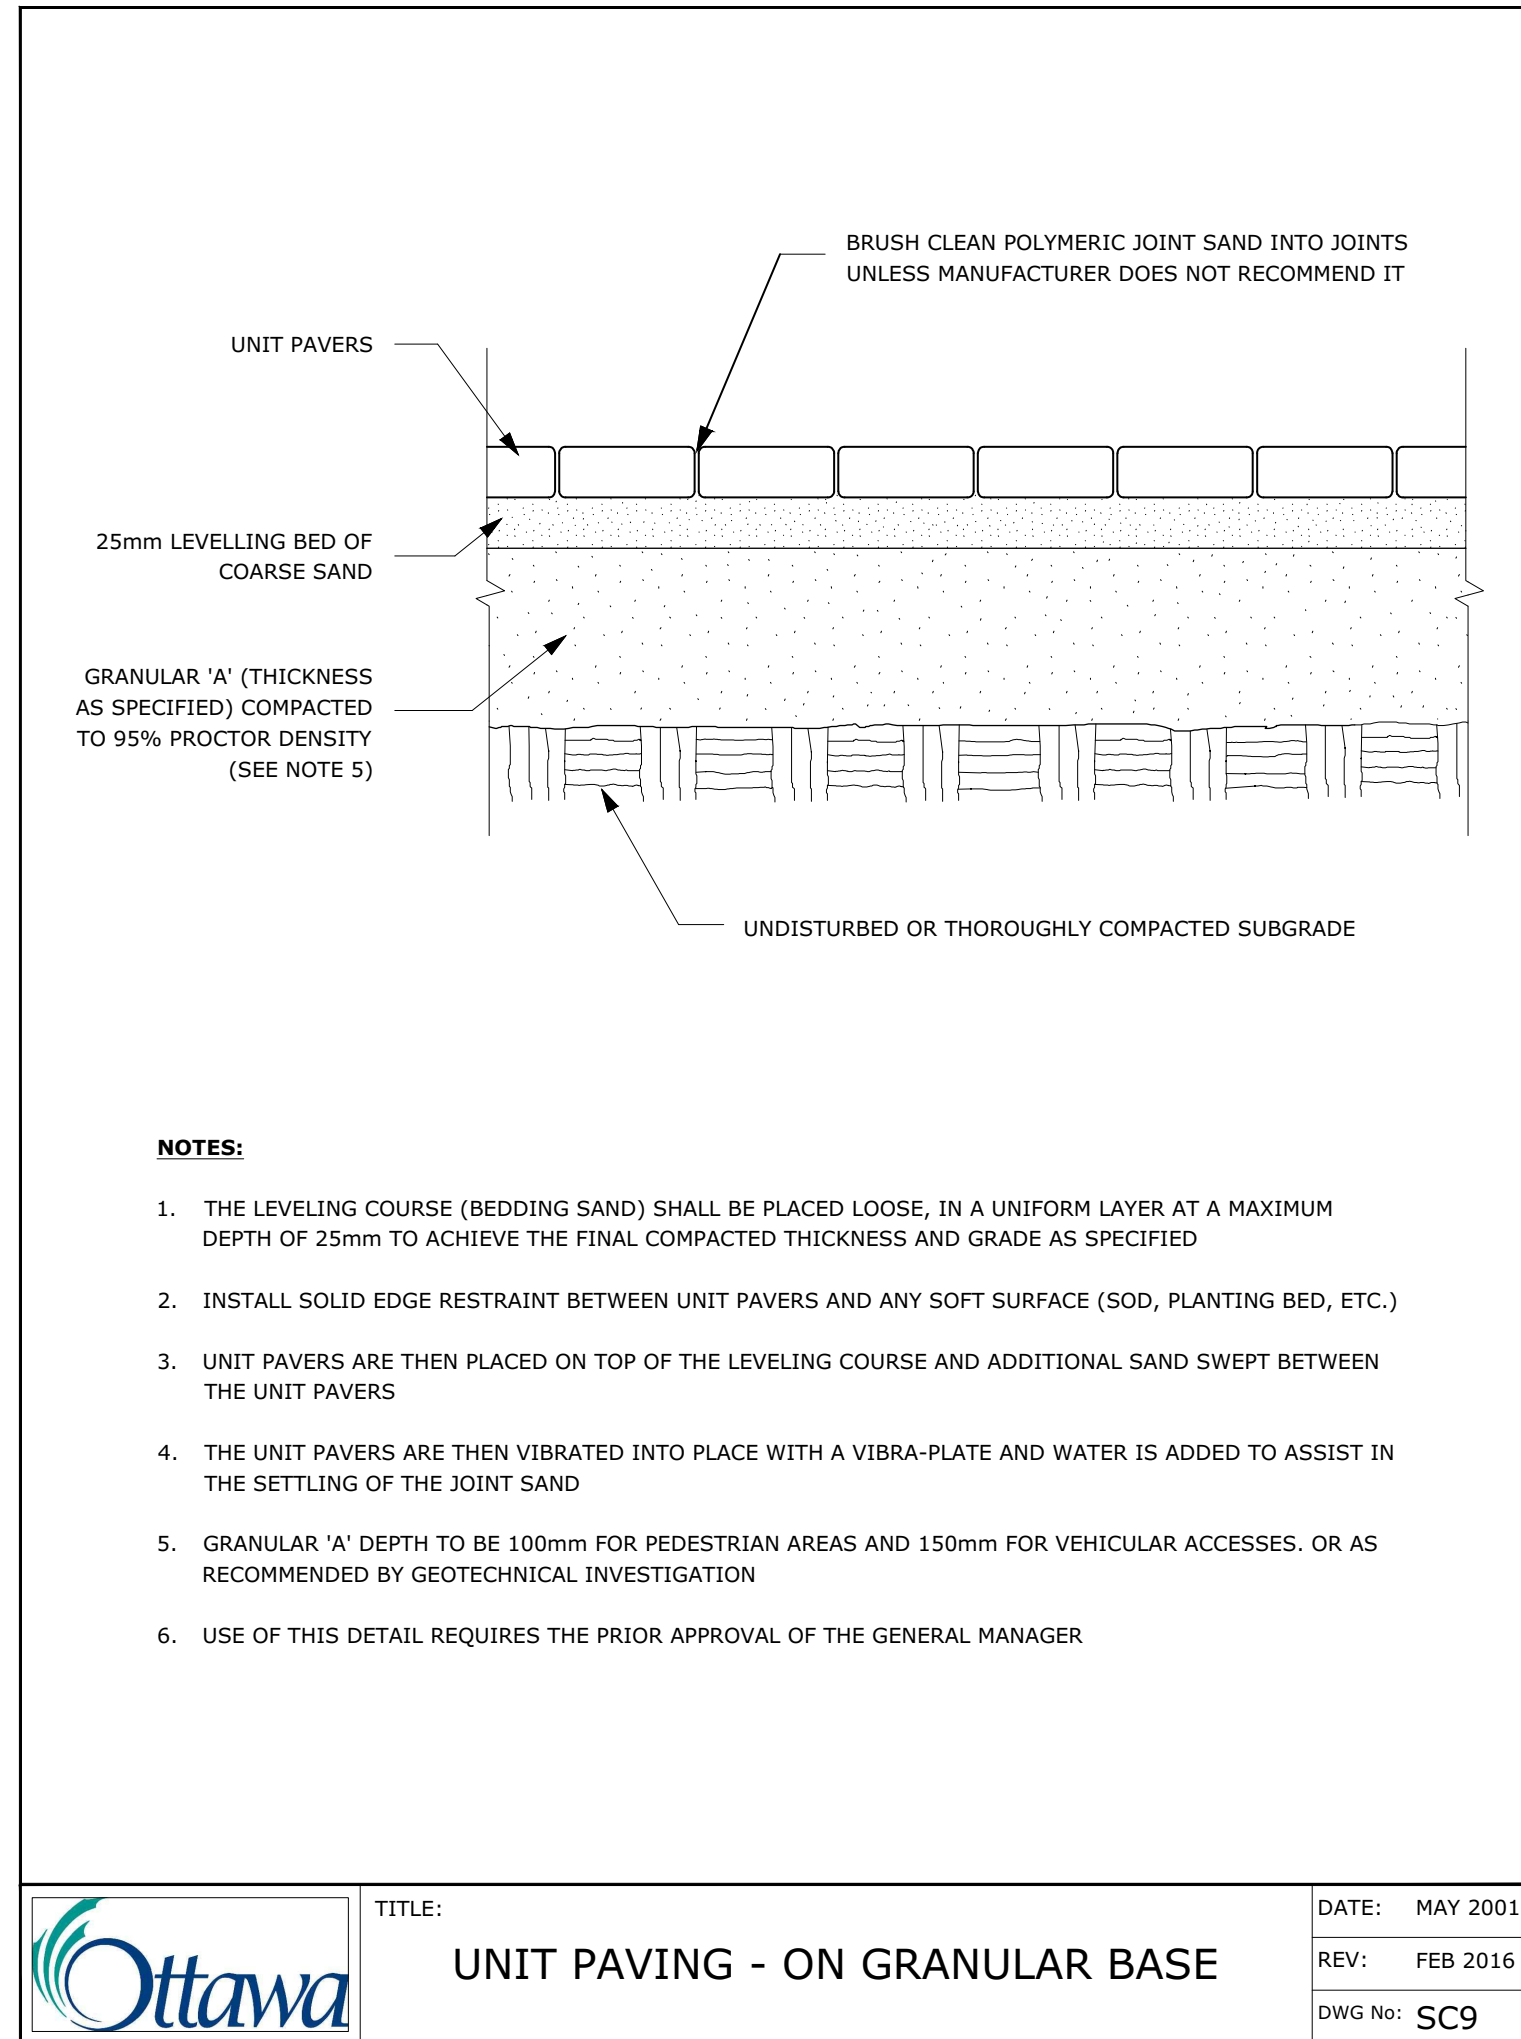 BRUSH CLEAN POLYMERIC JOINT SAND INTO JOINTS
UNLESS MANUFACTURER DOES NOT RECOMMEND IT
UNIT PAVERS
25mm LEVELLING BED OF
COARSE SAND
GRANULAR 'A' (THICKNESS
AS SPECIFIED) COMPACTED
TO 95% PROCTOR DENSITY
(SEE NOTE 5)
UNDISTURBED OR THOROUGHLY COMPACTED SUBGRADE
NOTES:
1. THE LEVELING COURSE (BEDDING SAND) SHALL BE PLACED LOOSE, IN A UNIFORM LAYER AT A MAXIMUM
DEPTH OF 25mm TO ACHIEVE THE FINAL COMPACTED THICKNESS AND GRADE AS SPECIFIED
2. INSTALL SOLID EDGE RESTRAINT BETWEEN UNIT PAVERS AND ANY SOFT SURFACE (SOD, PLANTING BED, ETC.)
3. UNIT PAVERS ARE THEN PLACED ON TOP OF THE LEVELING COURSE AND ADDITIONAL SAND SWEPT BETWEEN
THE UNIT PAVERS
4. THE UNIT PAVERS ARE THEN VIBRATED INTO PLACE WITH A VIBRA-PLATE AND WATER IS ADDED TO ASSIST IN
THE SETTLING OF THE JOINT SAND
5. GRANULAR 'A' DEPTH TO BE 100mm FOR PEDESTRIAN AREAS AND 150mm FOR VEHICULAR ACCESSES. OR AS
RECOMMENDED BY GEOTECHNICAL INVESTIGATION
6. USE OF THIS DETAIL REQUIRES THE PRIOR APPROVAL OF THE GENERAL MANAGER
Ottawa
TITLE:
UNIT PAVING - ON GRANULAR BASE
DATE: MAY 2001
REV: FEB 2016
DWG No: SC9